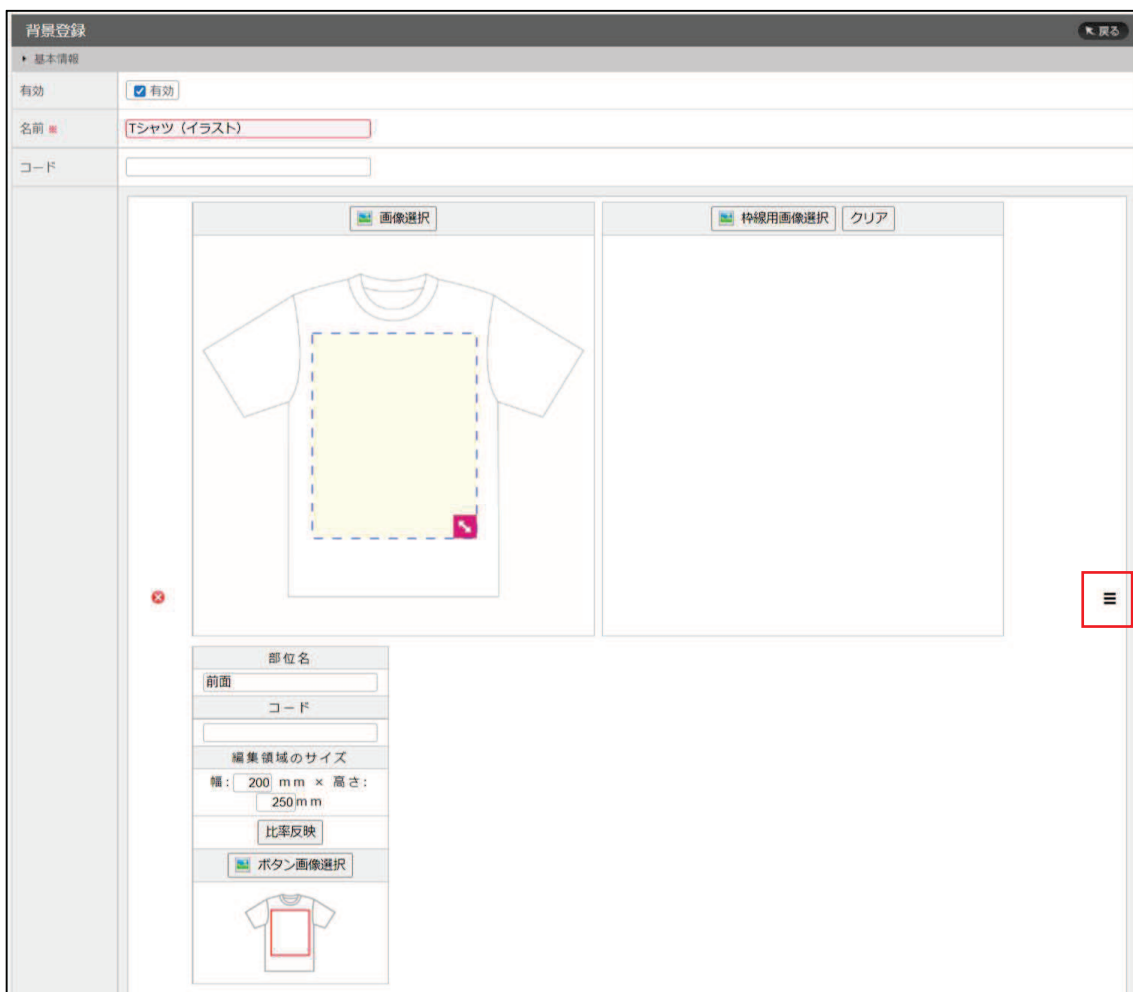 背景登録
戻る
基本情報
有効
有効
名前
Tシャツ（イラスト）
コード
画像選択
枠線用画像選択 クリア
部位名
前面
コード
編集領域のサイズ
幅: 200 mm × 高さ:
250 mm
比率反映
ボタン画像選択